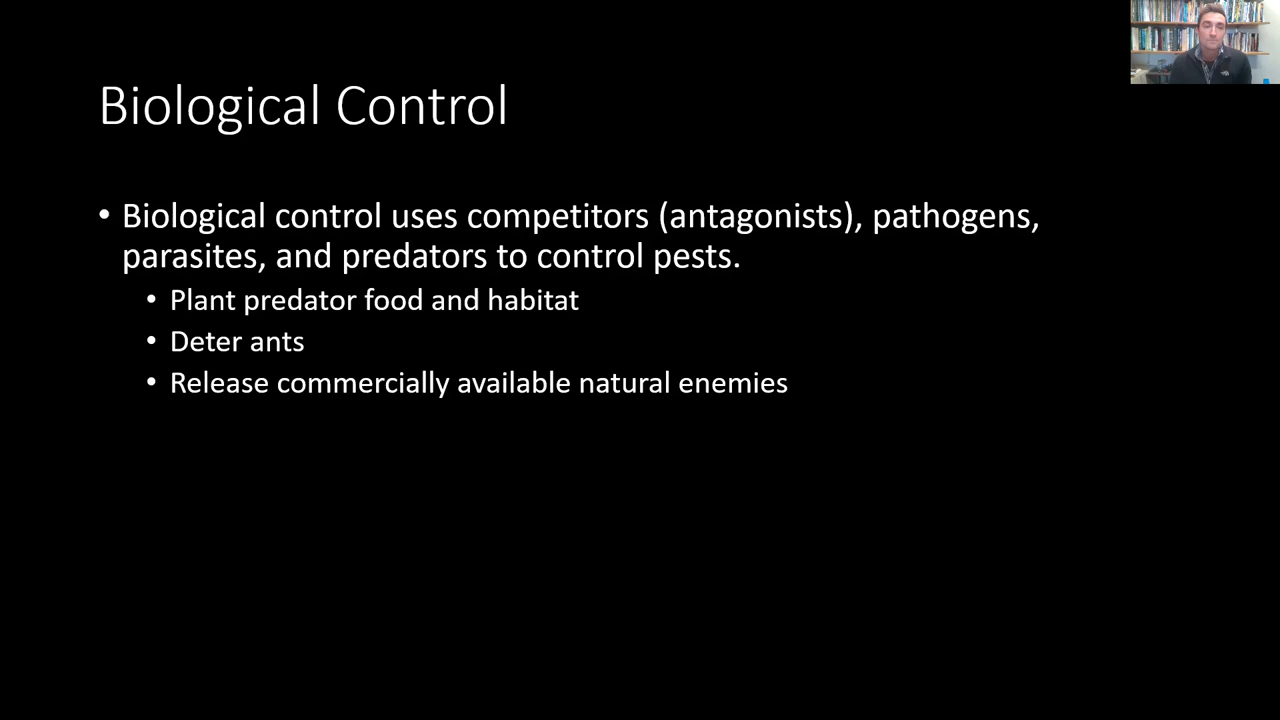 Biological Control
• Biological control uses competitors (antagonists), pathogens,
parasites, and predators to control pests.
• Plant predator food and habitat
• Deter ants
• Release commercially available natural enemies